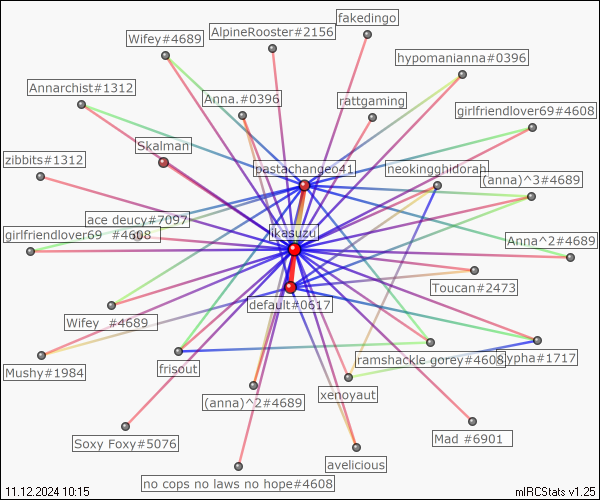 fakedingo
AlpineRooster#2156
Wifey#4689
hypomanianna#0396
Annarchist#1312
Anna.#0396
rattgaming
girlfriendlover69#4608
Skalman
zibbits#1312
pastachangeo41
neokingghidorah
(anna)^3#4689
ace deucy#7097
girlfriendlover69 #4608
ikasuzu
Anna^2#4689
Toucan#2473
default#0617
Wifey #4689
Mushy#1984
frisout
ramshackle gorey#4608
ypha#1717
(anna)^2#4689
xenoyaut
Soxy Foxy#5076
Mad #6901
avelicious
no cops no laws no hope#4608
11.12.2024 10:15
mIRCStats v1.25